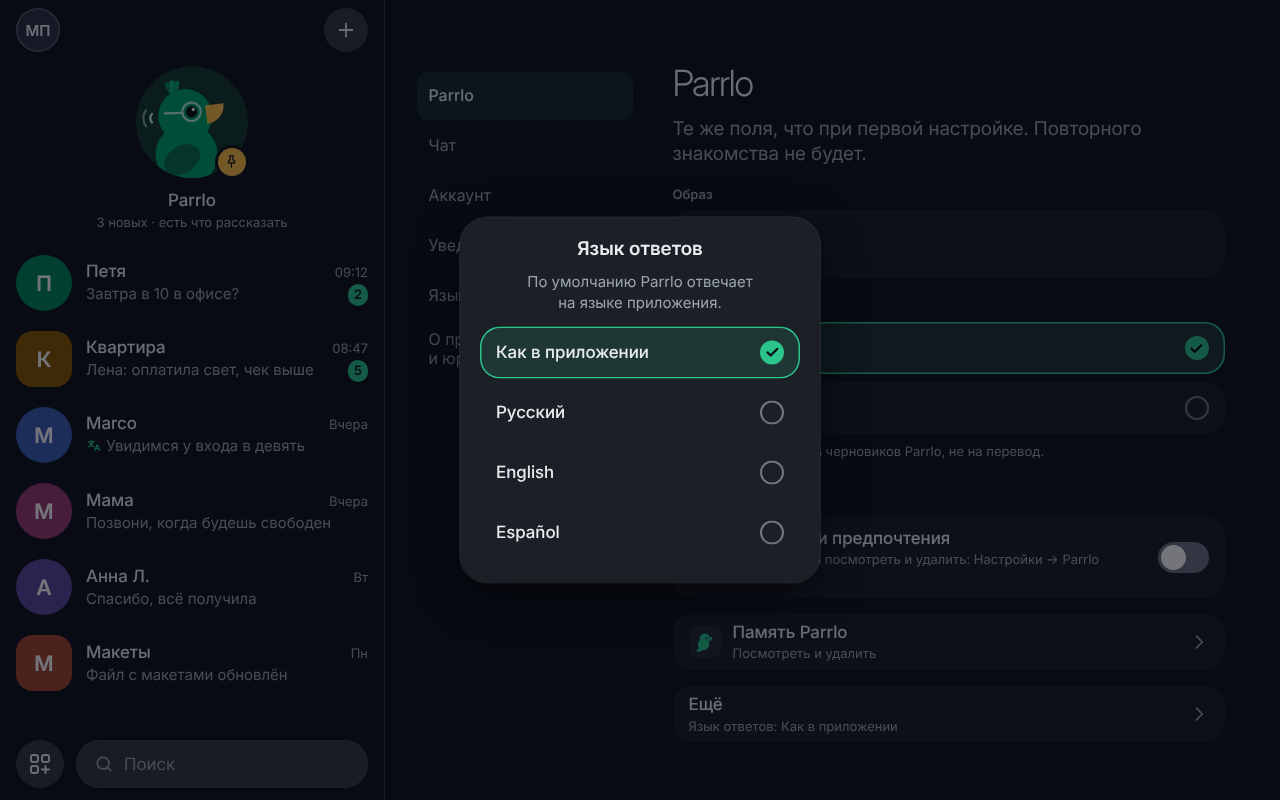 МП
Parrlo
3 новых · есть что рассказать
Петя
09:12
Завтра в 10 в офисе?
2
Квартира
08:47
Лена: оплатила свет, чек выше
5
Marco
Вчера
Увидимся у входа в девять
Мама
Вчера
Позвони, когда будешь свободен
Анна Л.
Вт
Спасибо, всё получила
Макеты
Пн
Файл с макетами обновлён
Поиск
Parrlo
Чат
Аккаунт
Parrlo
Те же поля, что при первой настройке. Повторного
знакомства не будет.
Образ
Язык ответов
По умолчанию Parrlo отвечает
на языке приложения.
Как в приложении
Русский
English
Español
черновиков Parrlo, не на перевод.
и предпочтения
посмотреть и удалить: Настройки → Parrlo
Память Parrlo
Посмотреть и удалить
Ещё
Язык ответов: Как в приложении